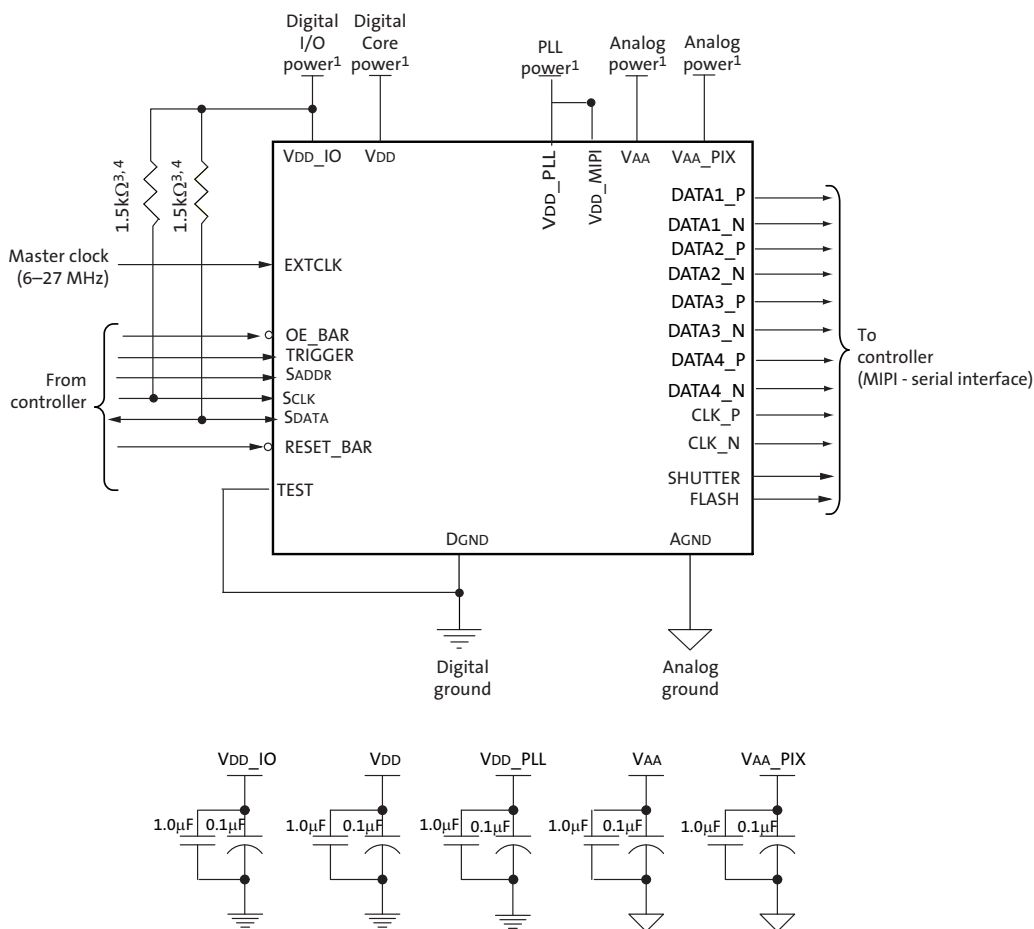 Digital
I/O
power1
Digital
Core
power1
PLL
power1
Analog
power1
Analog
power1
VDD_IO
VDD
VDD_PLL
VDD_MIPI
VAA
VAA_PIX
1.5kΩ3, 4
1.5kΩ3, 4
Master clock
(6–27 MHz)
EXTCLK
From
controller
OE_BAR
TRIGGER
SADDR
SCLK
SDATA
RESET_BAR
TEST
DATA1_P
DATA1_N
DATA2_P
DATA2_N
DATA3_P
DATA3_N
DATA4_P
DATA4_N
CLK_P
CLK_N
SHUTTER
FLASH
To
controller
(MIPI - serial interface)
DGND
AGND
Digital
ground
Analog
ground
VDD_IO
VDD
VDD_PLL
VAA
VAA_PIX
1.0µF
0.1µF
1.0µF
0.1µF
1.0µF
0.1µF
1.0µF
0.1µF
1.0µF
0.1µF